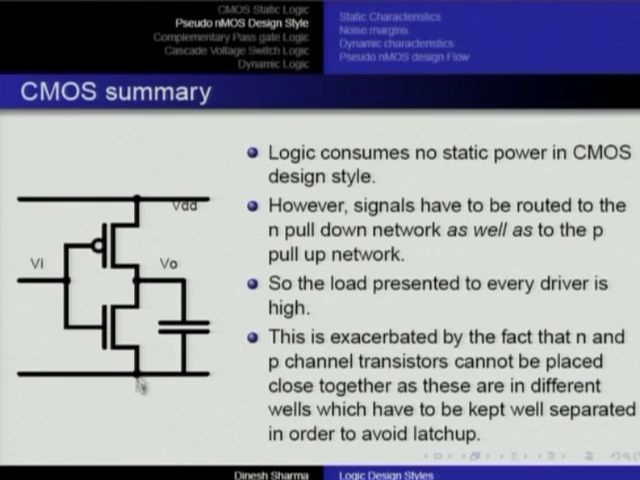 CMOS Static Logic
Pseudo nMOS Design Style
Complementary Pass gate Logic
Cascade Voltage Switch Logic
Dynamic Logic
Static Characteristics
Noise margins
Dynamic characteristics
Pseudo nMOS design Flow
CMOS summary
Vdd
Vi
Vo
Logic consumes no static power in CMOS
design style.
However, signals have to be routed to the
n pull down network as well as to the p
pull up network.
So the load presented to every driver is
high.
This is exacerbated by the fact that n and
p channel transistors cannot be placed
close together as these are in different
wells which have to be kept well separated
in order to avoid latchup.
Dinesh Sharma
Logic Design Styles